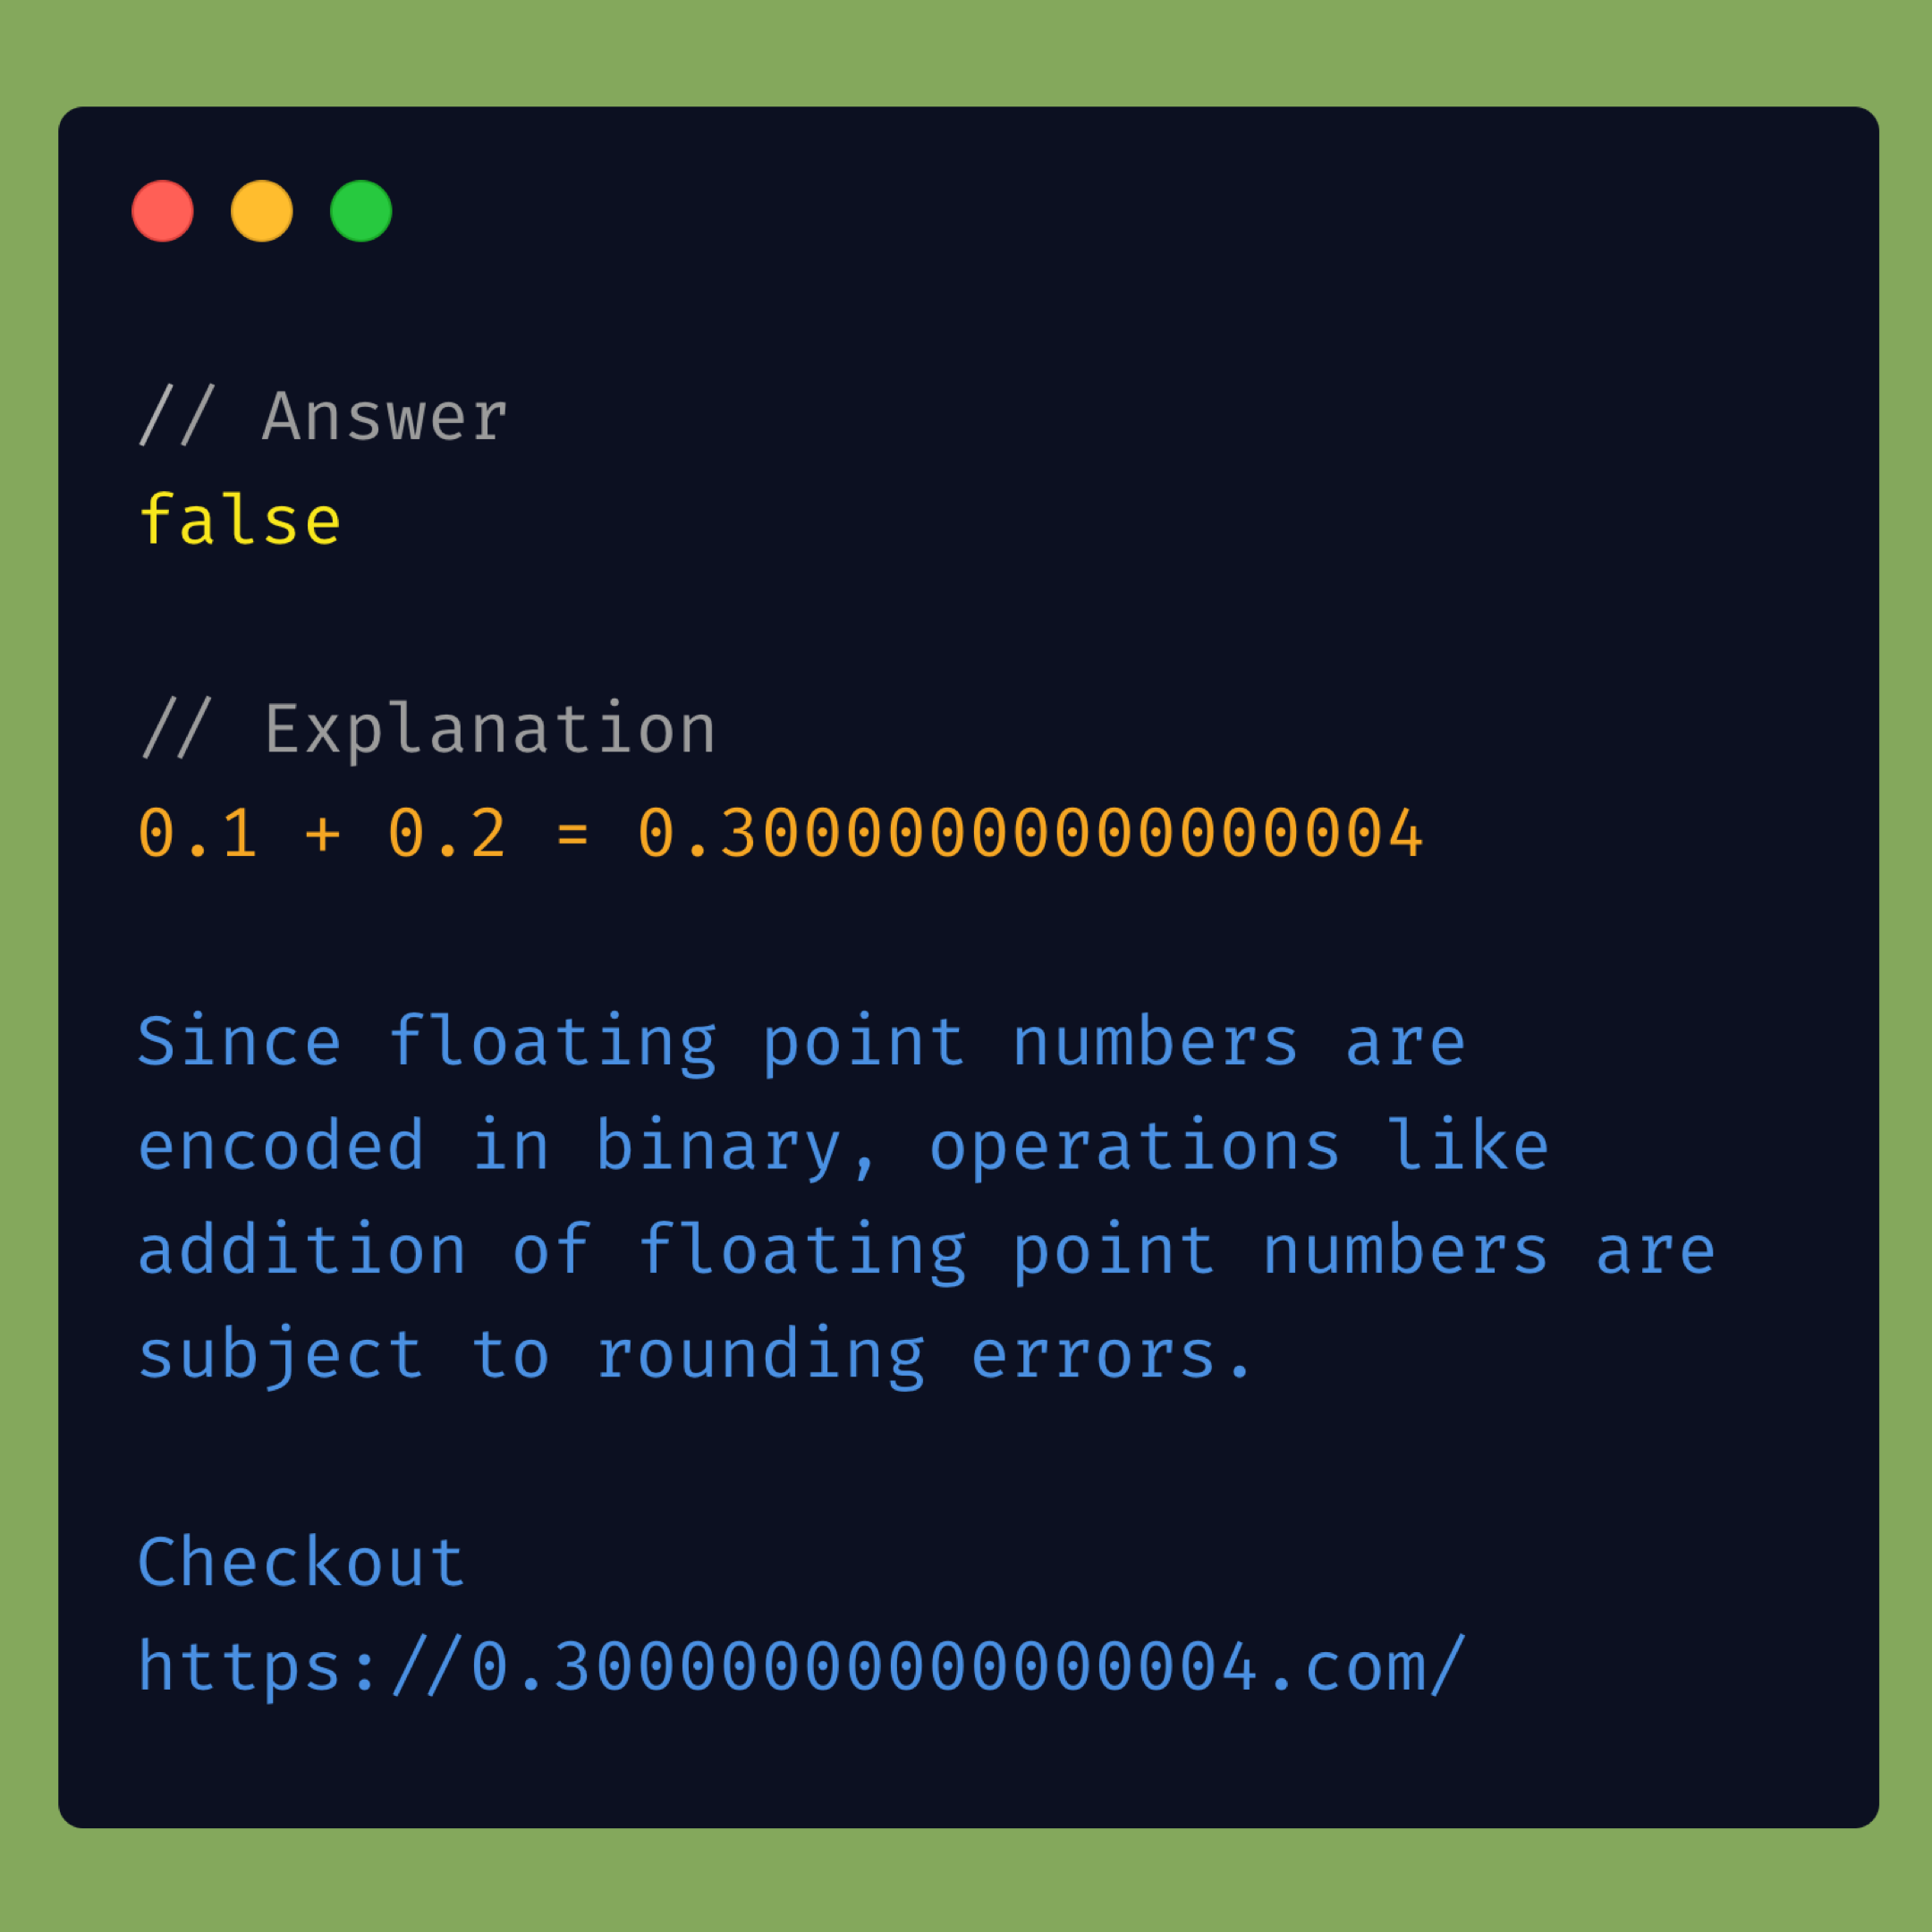 // Answer
false
// Explanation
0.1 + 0.2 = 0.30000000000000004
Since floating point numbers are
encoded in binary, operations like
addition of floating point numbers are
subject to rounding errors.
Checkout
https://0.30000000000000004.com/